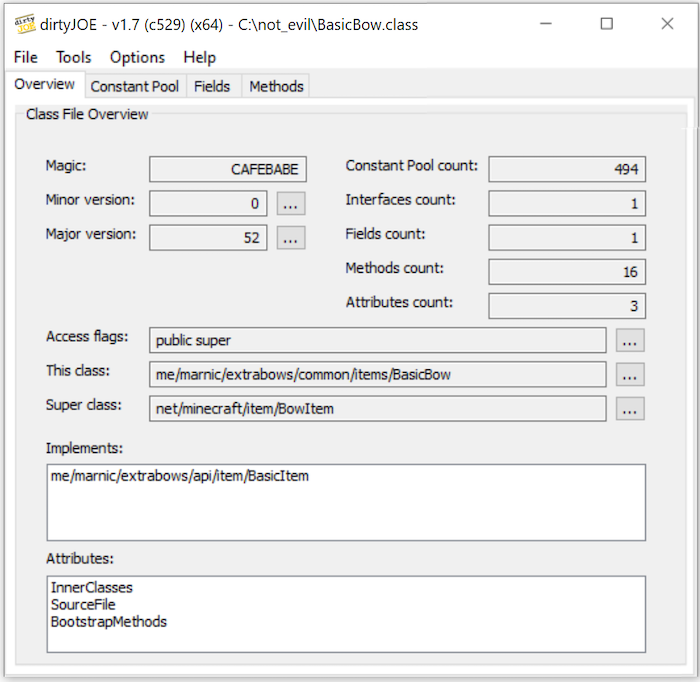 dirty JOE
dirtyJOE - v1.7 (c529) (x64) - C:\not_evil\BasicBow.class
File Tools Options Help
Overview Constant Pool Fields Methods
Class File Overview
Magic: CAFEBABE Constant Pool count: 494
Minor version: 0 ... Interfaces count: 1
Major version: 52 ... Fields count: 1
Methods count: 16
Attributes count: 3
Access flags: public super ...
This class: me/marnic/extrabows/common/items/BasicBow ...
Super class: net/minecraft/item/BowItem ...
Implements:
me/marnic/extrabows/api/item/BasicItem
Attributes:
InnerClasses
SourceFile
BootstrapMethods